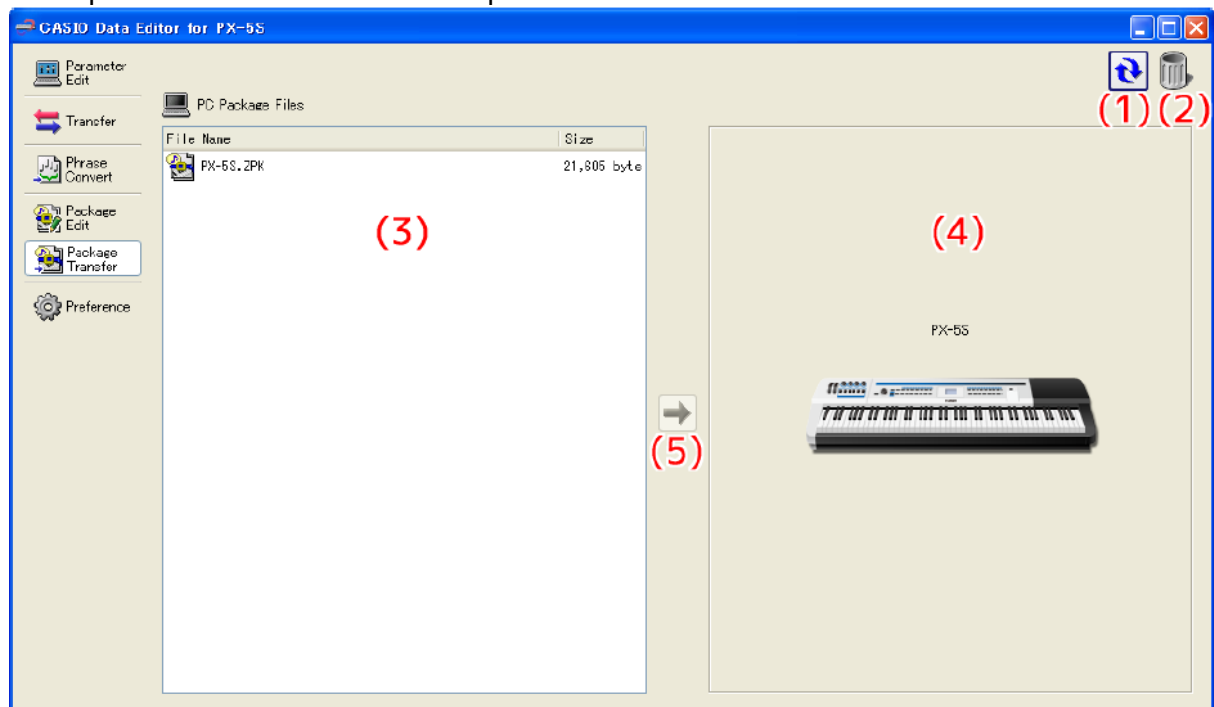 CASIO Data Editor for PX-5S
Parameter
Edit
Transfer
Phrase
Convert
Package
Edit
Package
Transfer
Preference
PC Package Files
File Name Size
PX-5S.ZPK 21,605 byte
(1) (2)
(3)
(4)
PX-5S
(5)